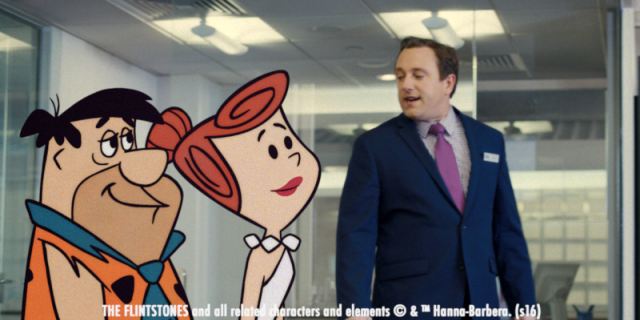 THE FLINTSTONES and all related characters and elements © & ™ Hanna-Barbera. (s16)